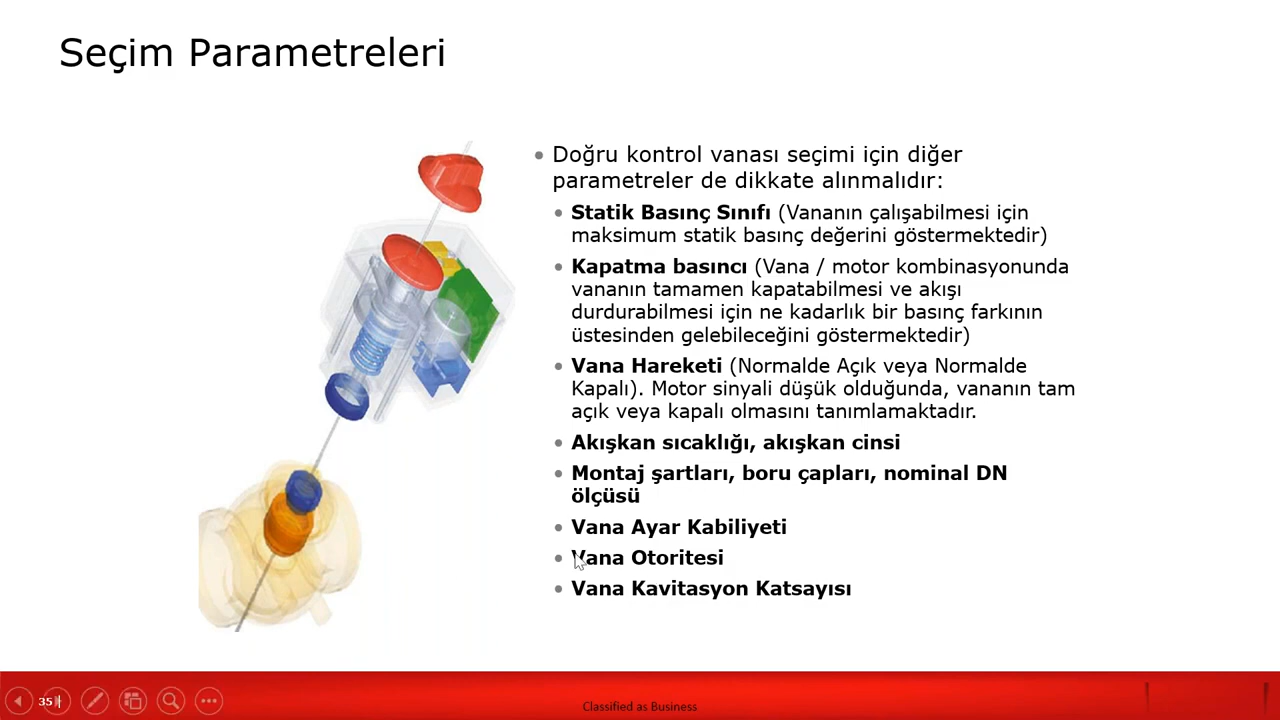 Seçim Parametreleri
Doğru kontrol vanası seçimi için diğer
parametreler de dikkate alınmalıdır:
Statik Basınç Sınıfı (Vananın çalışabilmesi için
maksimum statik basınç değerini göstermektedir)
Kapatma basıncı (Vana / motor kombinasyonunda
vananın tamamen kapatabilmesi ve akışı
durdurabilmesi için ne kadarlık bir basınç farkının
üstesinden gelebileceğini göstermektedir)
Vana Hareketi (Normalde Açık veya Normalde
Kapalı). Motor sinyali düşük olduğunda, vananın tam
açık veya kapalı olmasını tanımlamaktadır.
Akışkan sıcaklığı, akışkan cinsi
Montaj şartları, boru çapları, nominal DN
ölçüsü
Vana Ayar Kabiliyeti
Vana Otoritesi
Vana Kavitasyon Katsayısı
35 |
Classified as Business